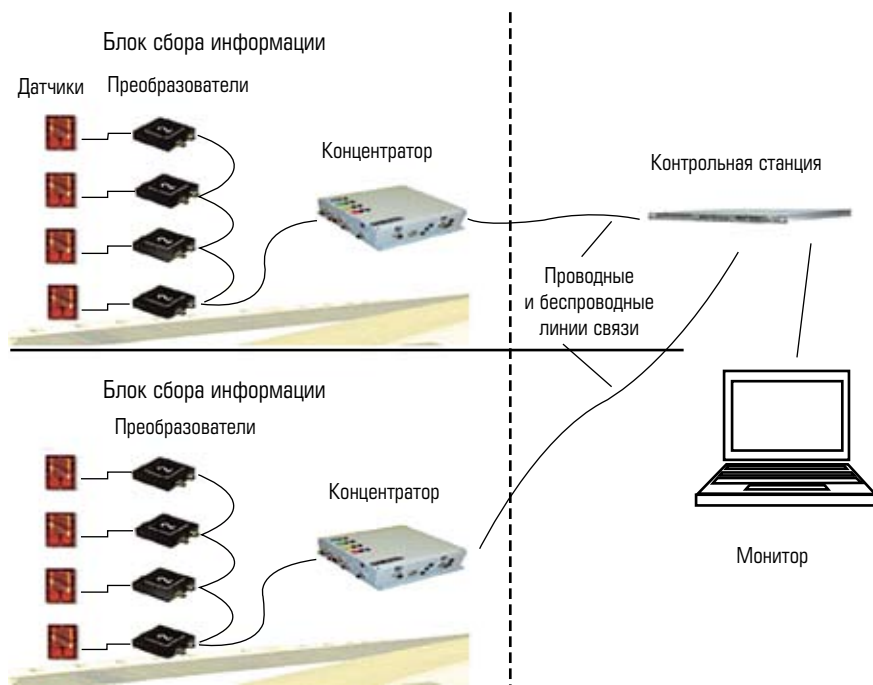 Блок сбора информации
Датчики
Преобразователи
Концентратор
Контрольная станция
Проводные
и беспроводные
линии связи
Блок сбора информации
Преобразователи
Концентратор
Монитор